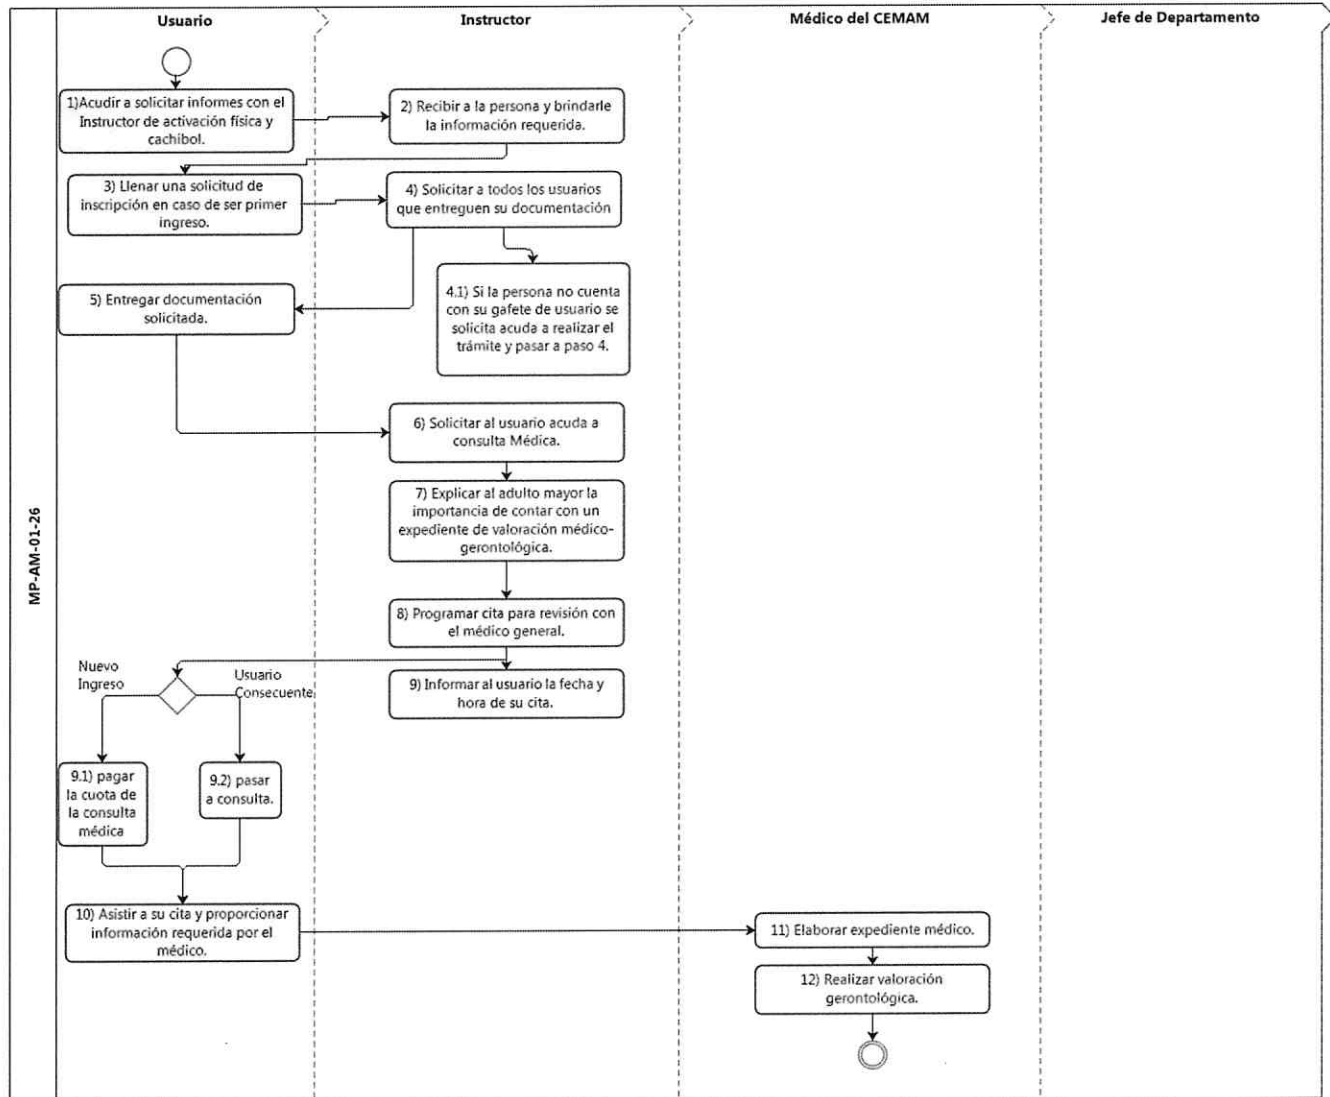 Usuario
Instructor
Médico del CEMAM
Jefe de Departamento
MP-AM-01-26
1)Acudir a solicitar informes con el
Instructor de activación física y
cachibol.
2) Recibir a la persona y brindarle
la información requerida.
3) Llenar una solicitud de
inscripción en caso de ser primer
ingreso.
4) Solicitar a todos los usuarios
que entreguen su documentación
4.1) Si la persona no cuenta
con su gafete de usuario se
solicita acuda a realizar el
trámite y pasar a paso 4.
5) Entregar documentación
solicitada.
6) Solicitar al usuario acuda a
consulta Médica.
7) Explicar al adulto mayor la
importancia de contar con un
expediente de valoración médico-
gerontológica.
8) Programar cita para revisión con
el médico general.
9) Informar al usuario la fecha y
hora de su cita.
Nuevo
Ingreso
Usuario
Consecuente
9.1) pagar
la cuota de
la consulta
médica
9.2) pasar
a consulta.
10) Asistir a su cita y proporcionar
información requerida por el
médico.
11) Elaborar expediente médico.
12) Realizar valoración
gerontológica.